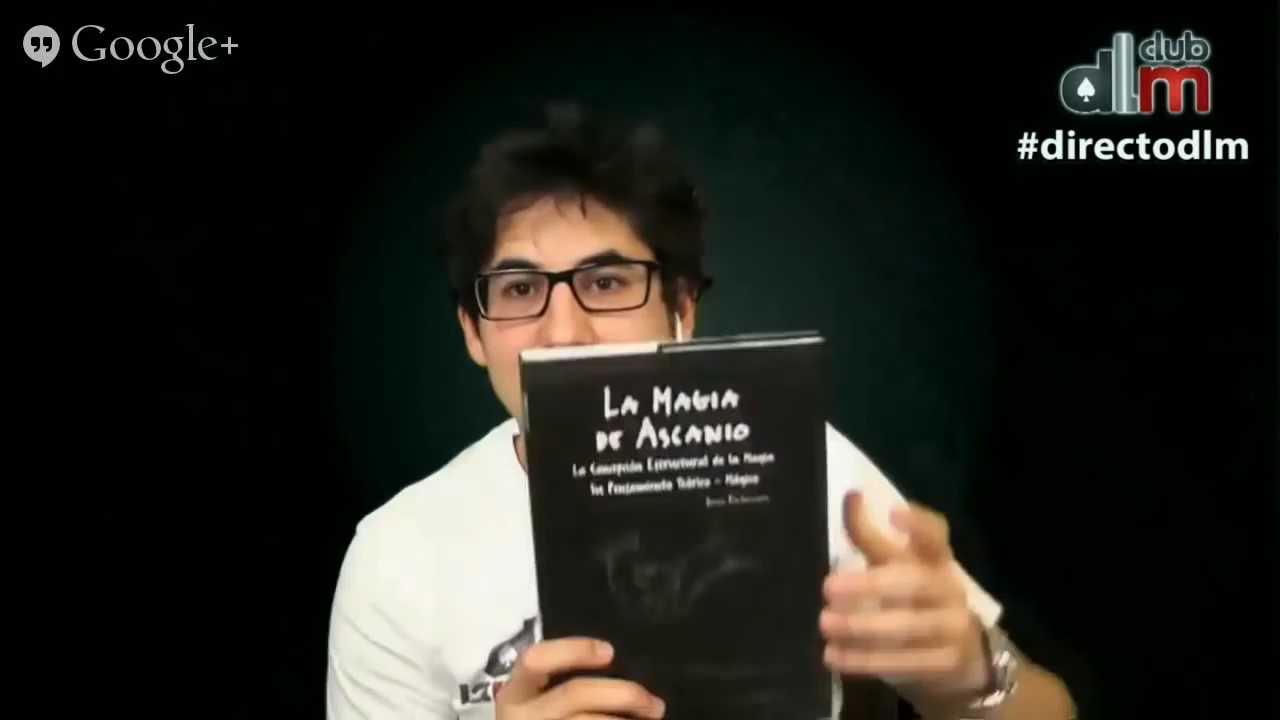 Google+
club
dlm
#directodlm
La Magia
de Ascanio
La Concepción Estructural de la Magia
Su Pensamiento Teórico - Mágico